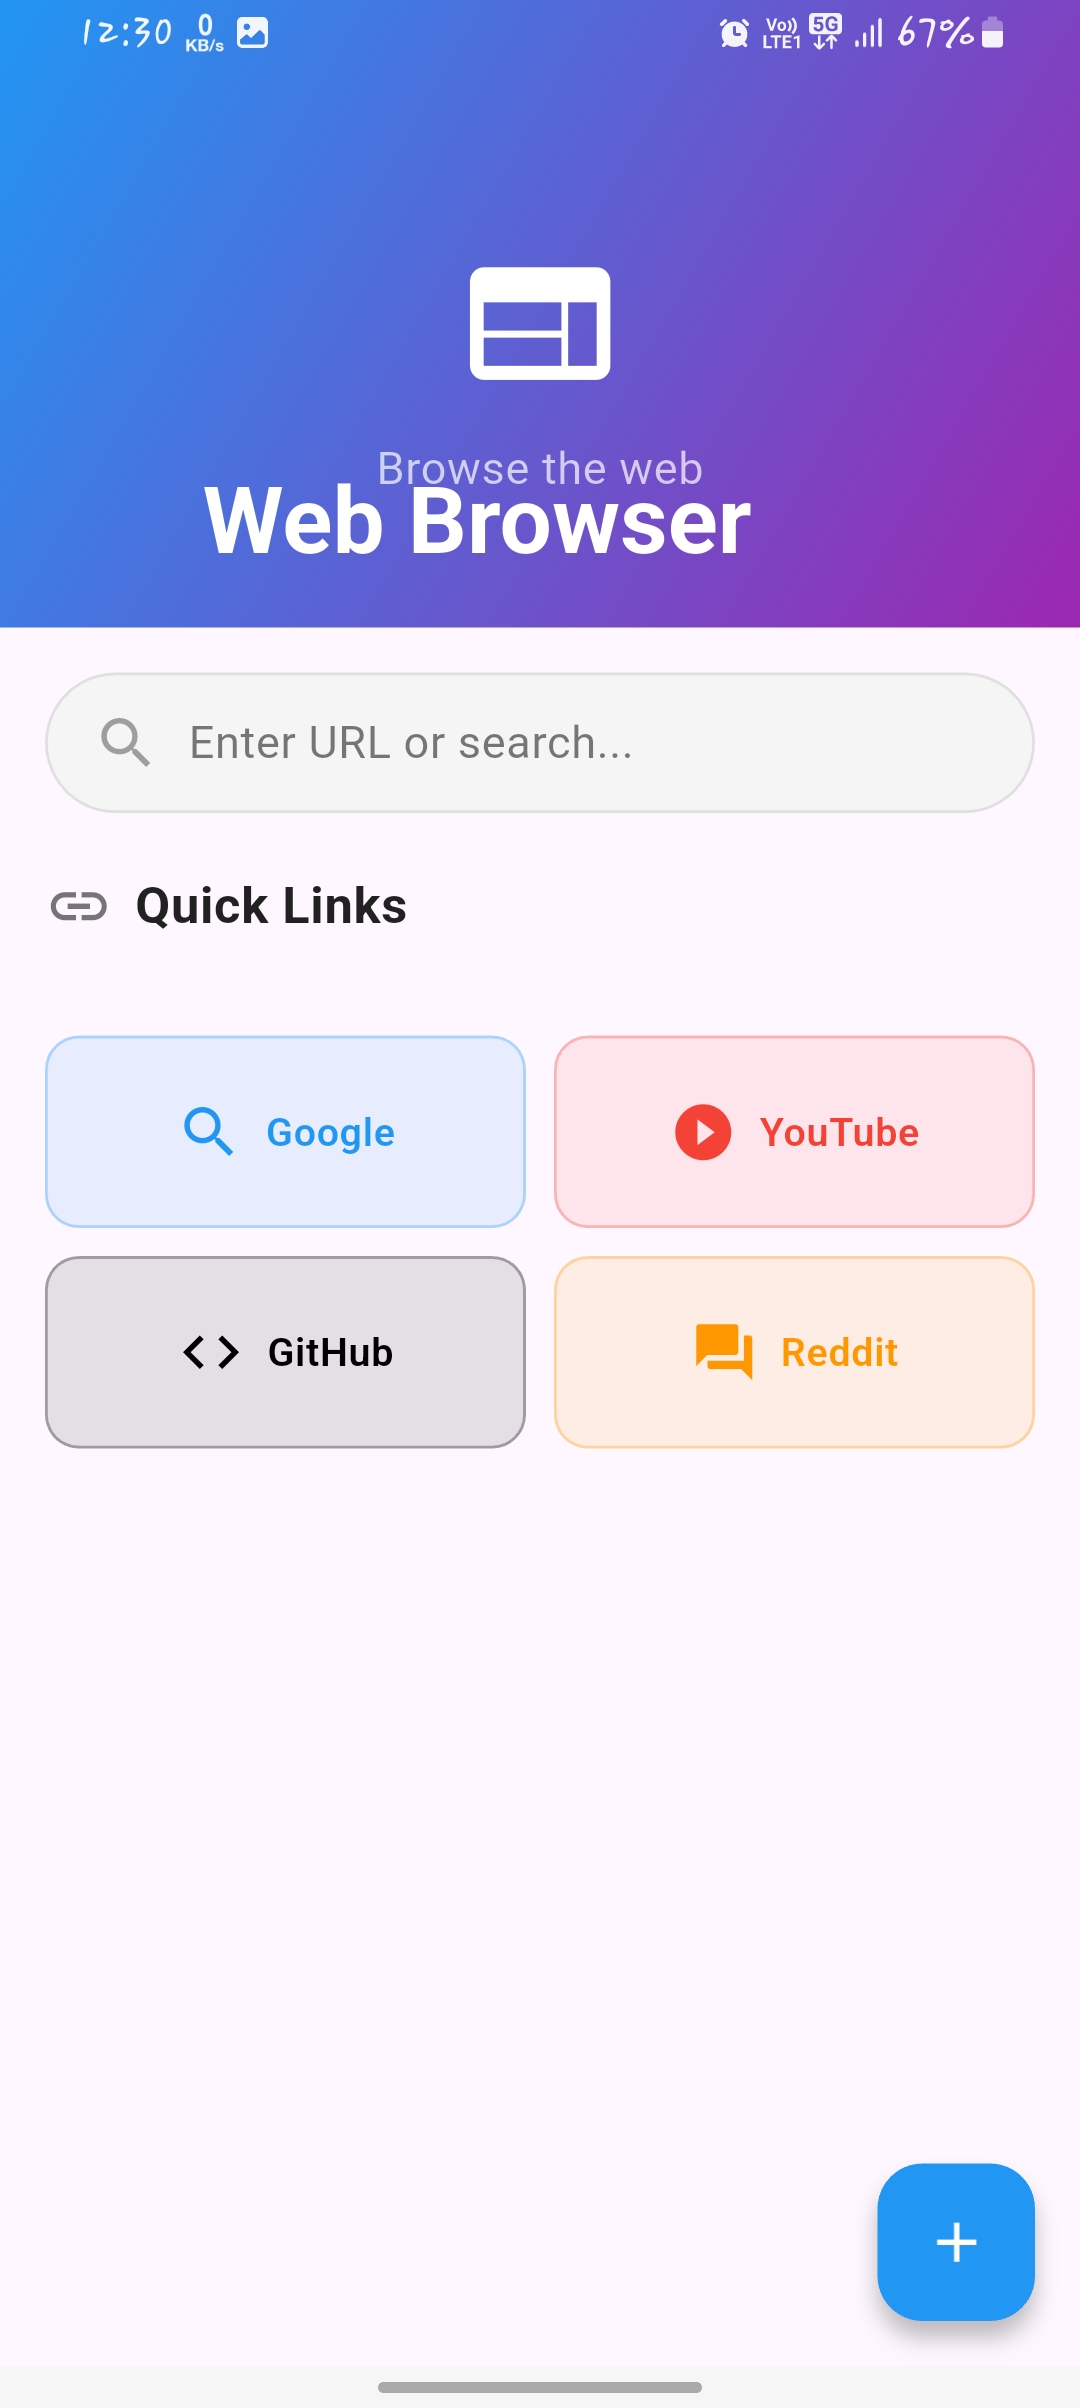 12:30 0 KB/s Vo)) LTE1 5G 67%
Browse the web
Web Browser
Enter URL or search...
Quick Links
Google
YouTube
GitHub
Reddit